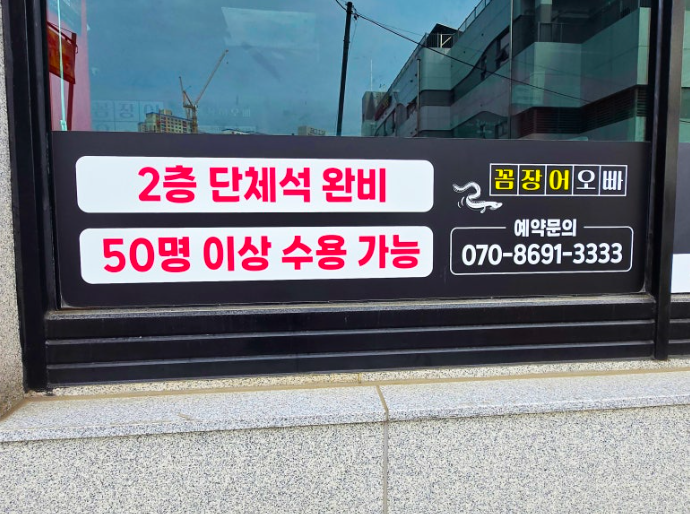 2층 단체석 완비
50명 이상 수용 가능
꼼장어오빠
예약문의
070-8691-3333